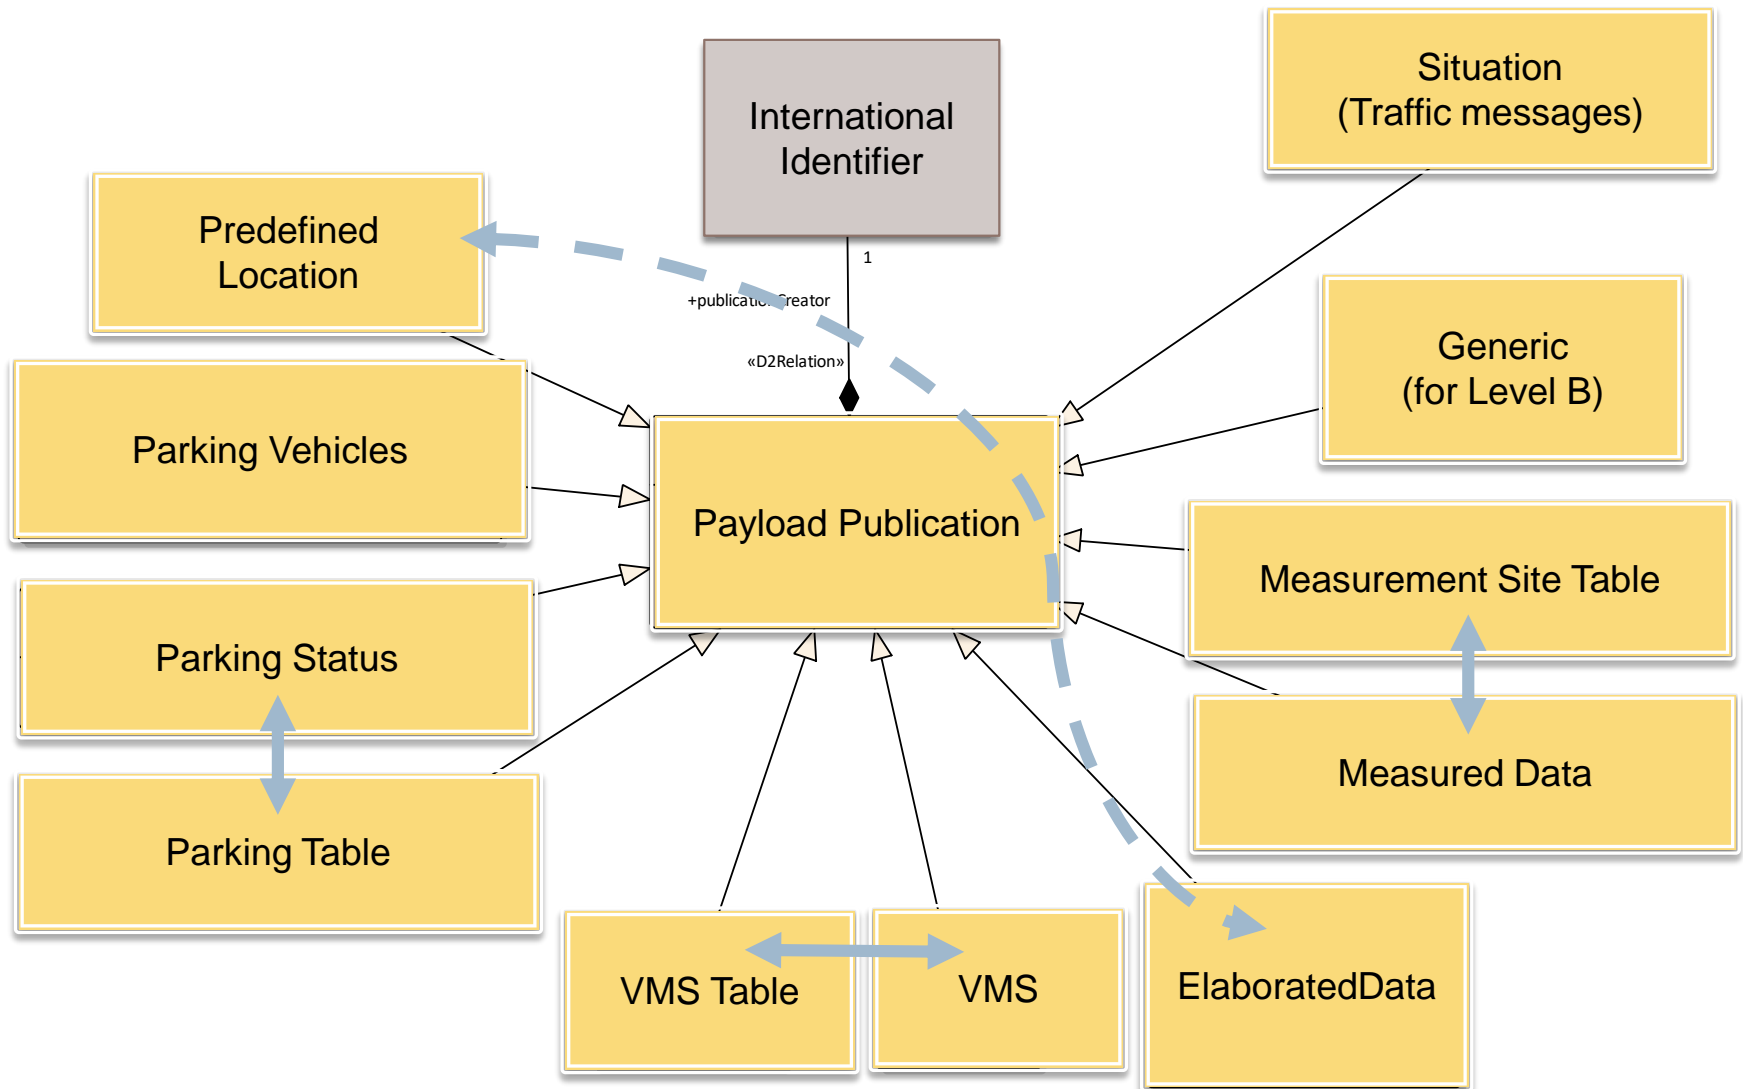 Situation
(Traffic messages)
International
Identifier
Predefined
Location
1
+publicationCreator
«D2Relation»
Generic
(for Level B)
Parking Vehicles
Payload Publication
Measurement Site Table
Parking Status
Measured Data
Parking Table
VMS Table
VMS
ElaboratedData